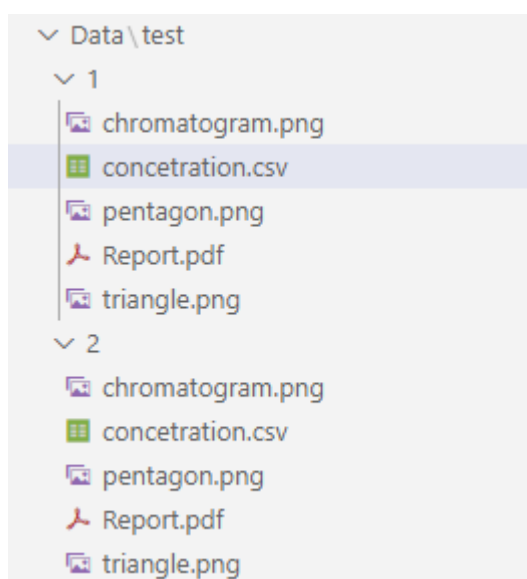 Data\test
1
chromatogram.png
concetration.csv
pentagon.png
Report.pdf
triangle.png
2
chromatogram.png
concetration.csv
pentagon.png
Report.pdf
triangle.png